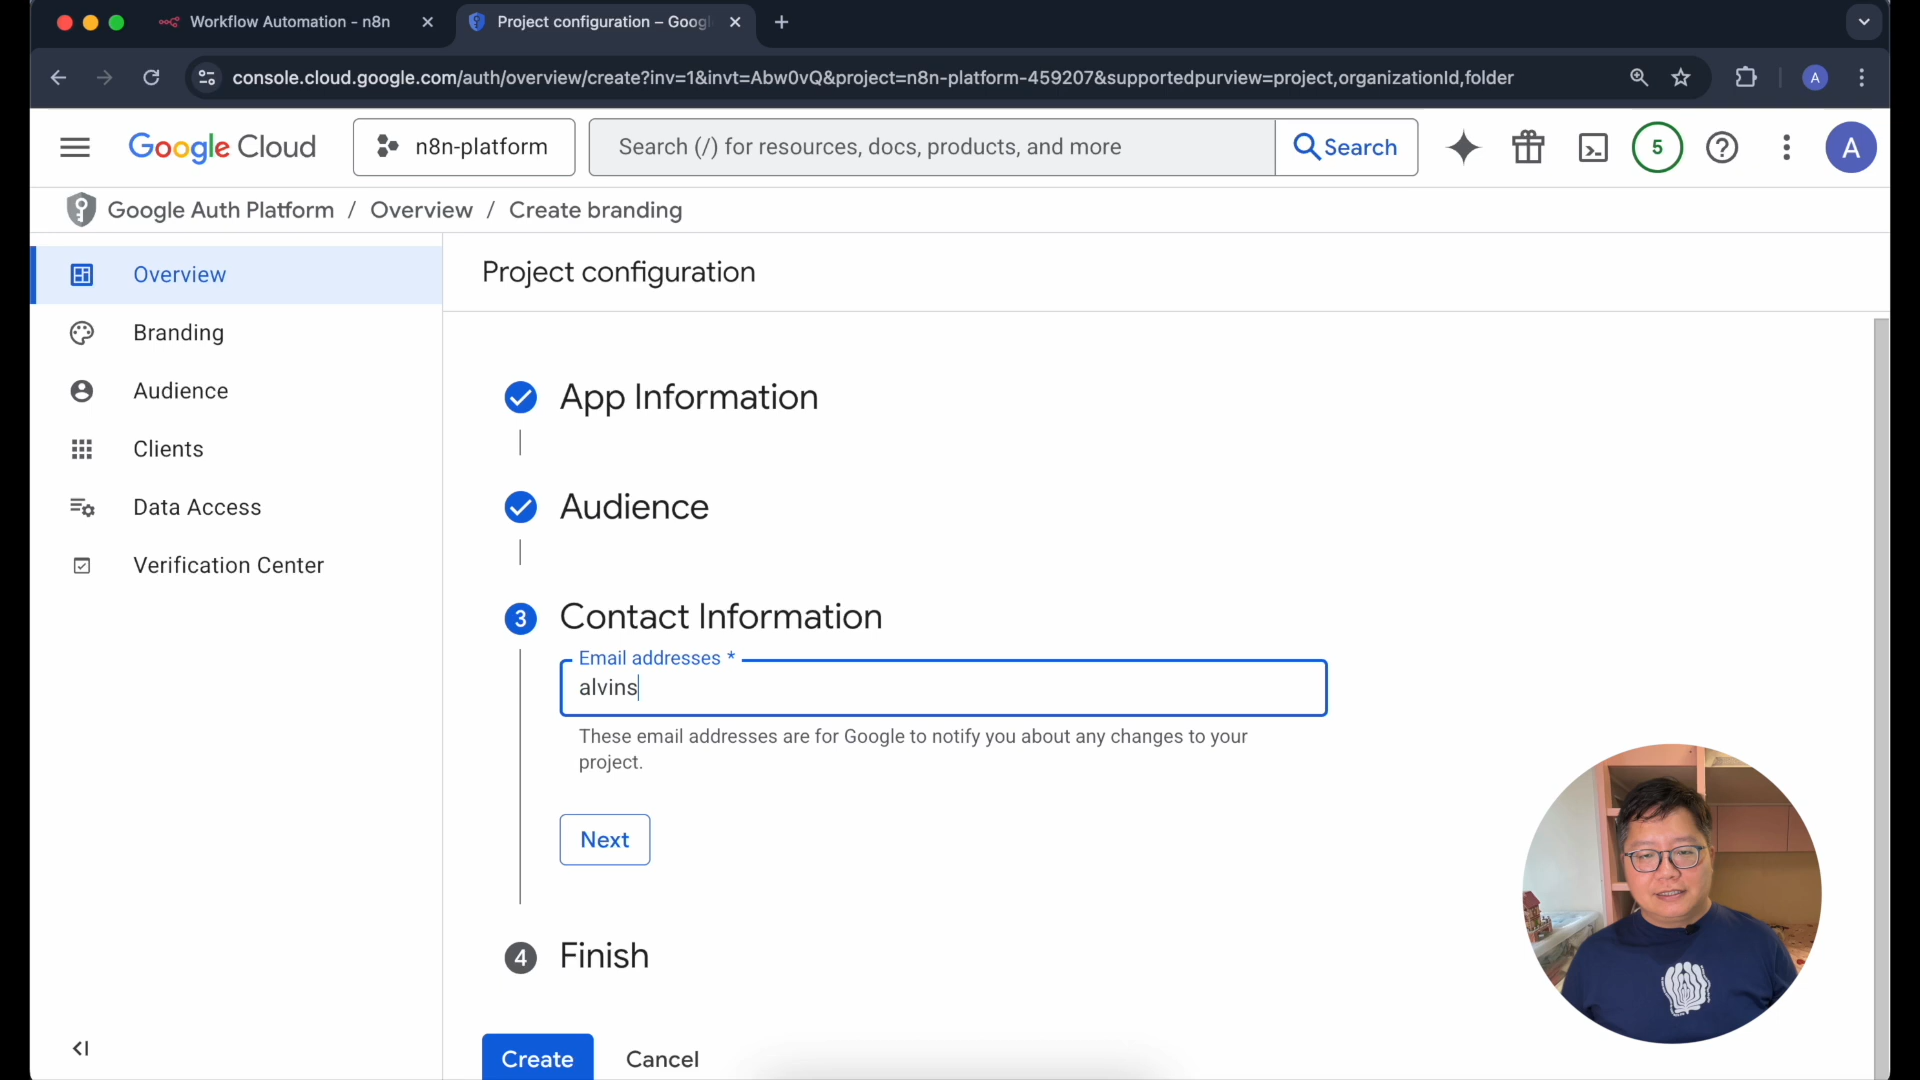 Workflow Automation - n8n
Project configuration – Goog
console.cloud.google.com/auth/overview/create?inv=1&invt=Abw0vQ&project=n8n-platform-459207&supportedpurview=project,organizationId,folder
A
Google Cloud
n8n-platform
Search (/) for resources, docs, products, and more
Search
5
A
Google Auth Platform / Overview / Create branding
Overview
Branding
Audience
Clients
Data Access
Verification Center
Project configuration
App Information
Audience
3 Contact Information
Email addresses *
alvins
These email addresses are for Google to notify you about any changes to your
project.
Next
4 Finish
Create
Cancel